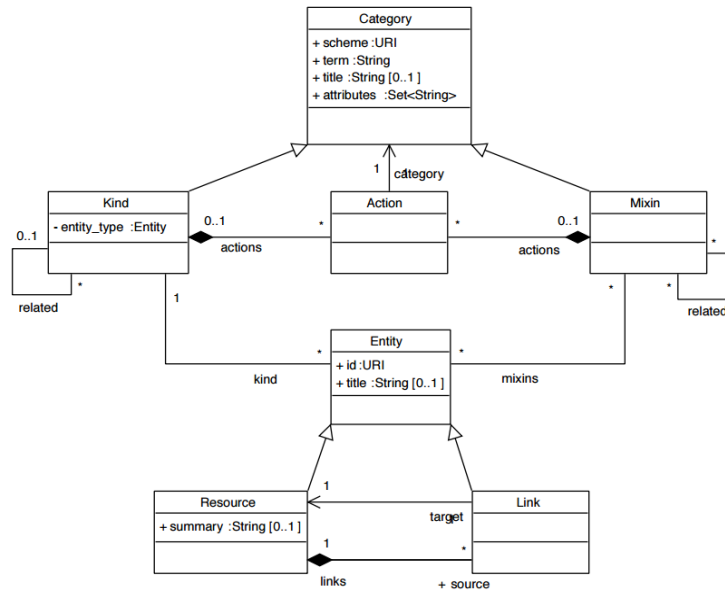 Category
+ scheme :URI
+ term :String
+ title :String [0..1]
+ attributes :Set<String>
1
1
category
Kind
- entity_type :Entity
0..1
*
Action
*
0..1
Mixin
0..1
actions
actions
*
*
related
1
*
*
related
Entity
+ id :URI
+ title :String [0..1]
*
*
kind
mixins
Resource
+ summary :String [0..1]
1
target
*
Link
1
*
links
+ source